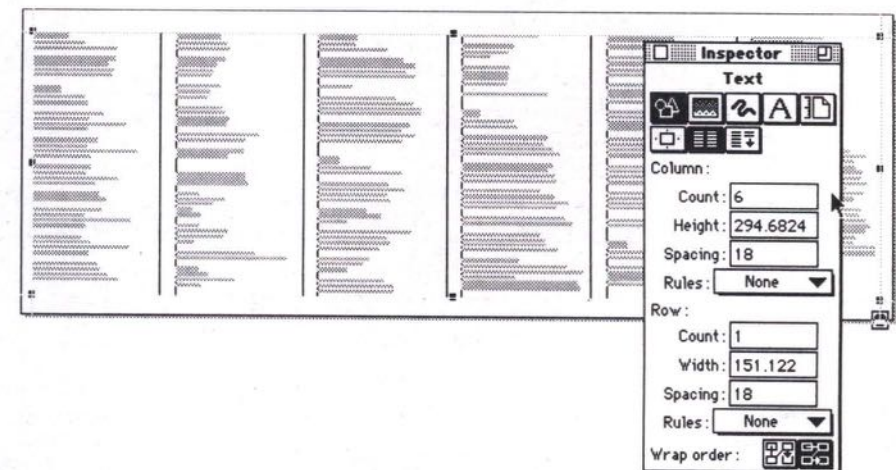 Inspector
Text
A
Column:
Count: 6
Height: 294.6824
Spacing: 18
Rules: None
Row:
Count: 1
Width: 151.122
Spacing: 18
Rules: None
Wrap order: